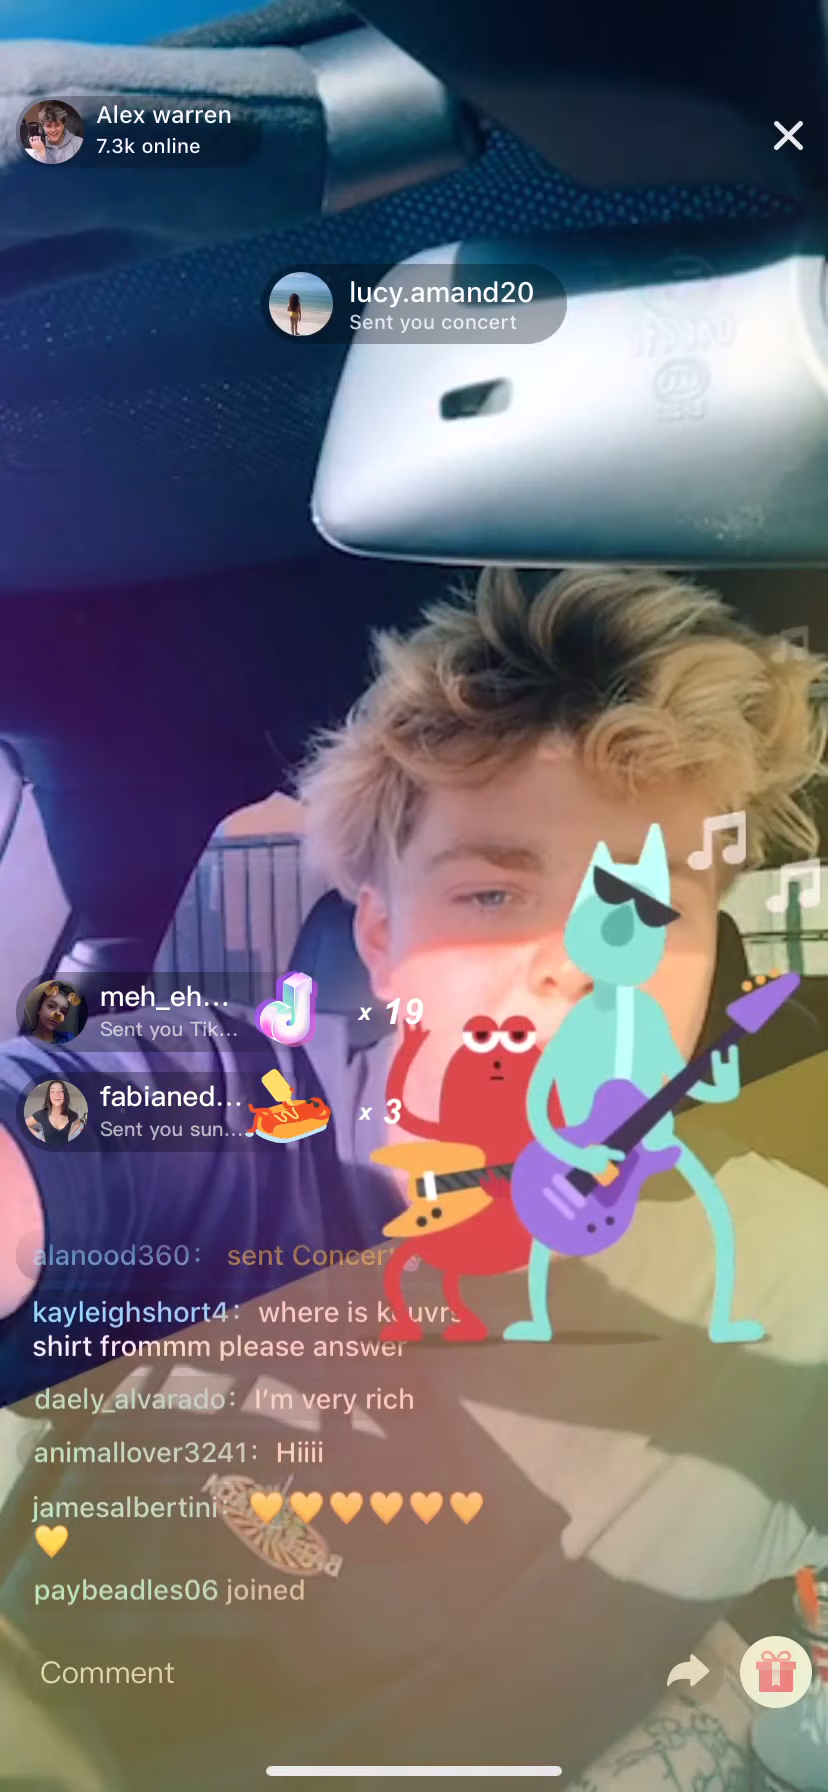 Alex warren
7.3k online
lucy.amand20
Sent you concert
meh_eh...
Sent you Tik...
x 19
fabianed...
Sent you sun...
x 3
alanood360: sent Concert
kayleighshort4: where is kouvrs
shirt frommm please answer
daely_alvarado: I’m very rich
animallover3241: Hiiii
jamesalbertini: 💛💛💛💛💛💛
💛
paybeadles06 joined
Comment